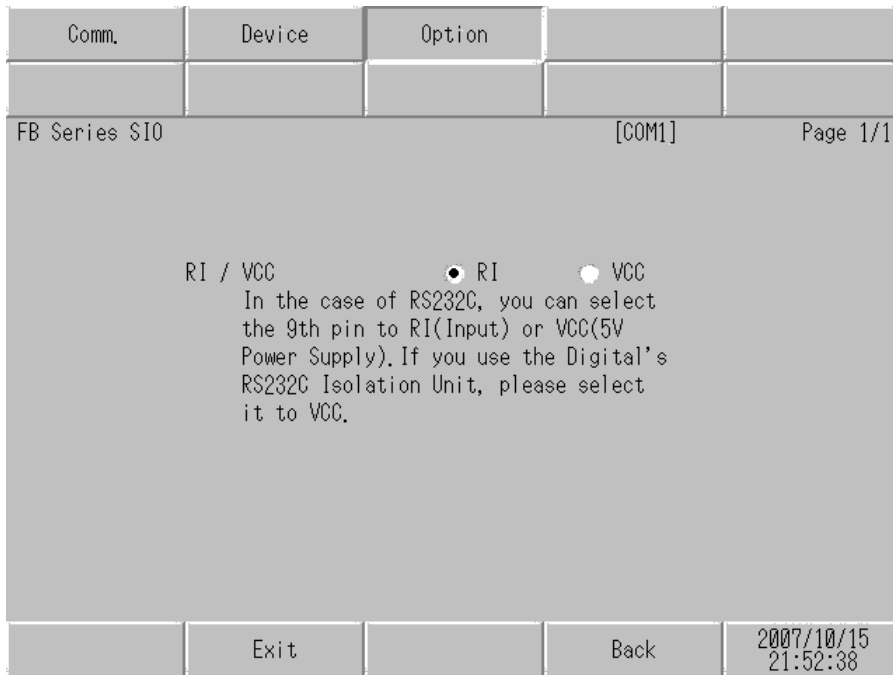 Comm. Device Option
FB Series SIO [COM1] Page 1/1
RI / VCC RI VCC
In the case of RS232C, you can select
the 9th pin to RI(Input) or VCC(5V
Power Supply).If you use the Digital's
RS232C Isolation Unit, please select
it to VCC.
Exit Back 2007/10/15
21:52:38